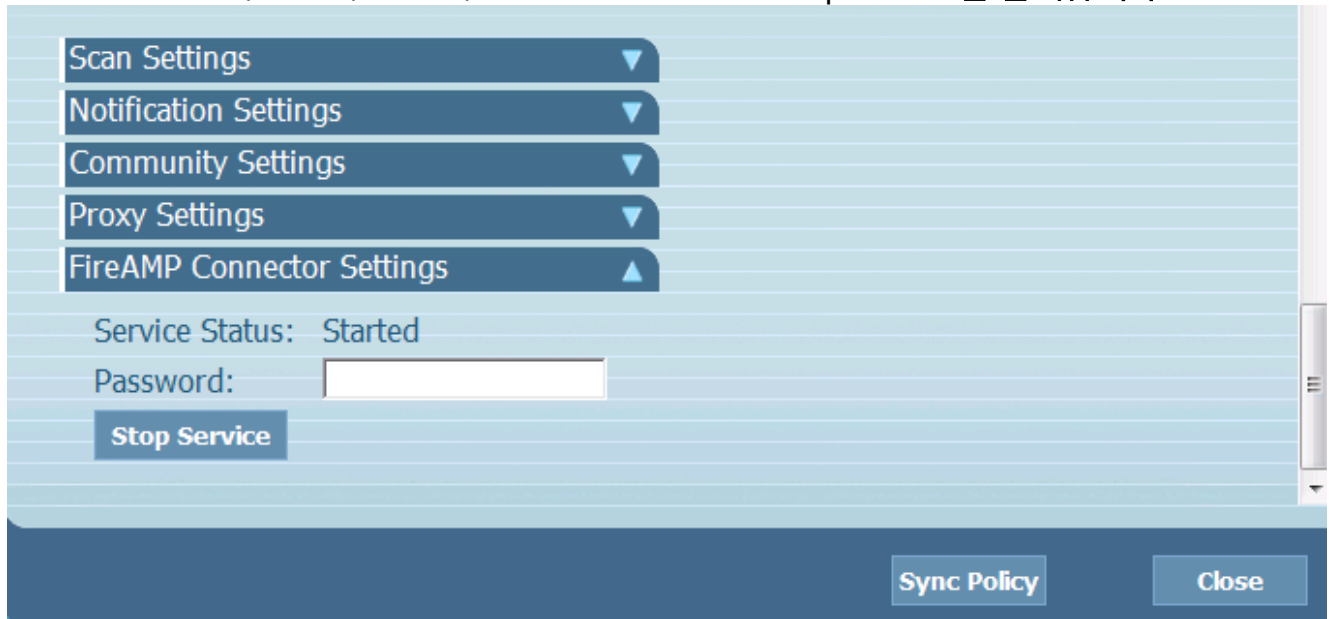 Scan Settings
Notification Settings
Community Settings
Proxy Settings
FireAMP Connector Settings
Service Status: Started
Password:
Stop Service
Sync Policy Close